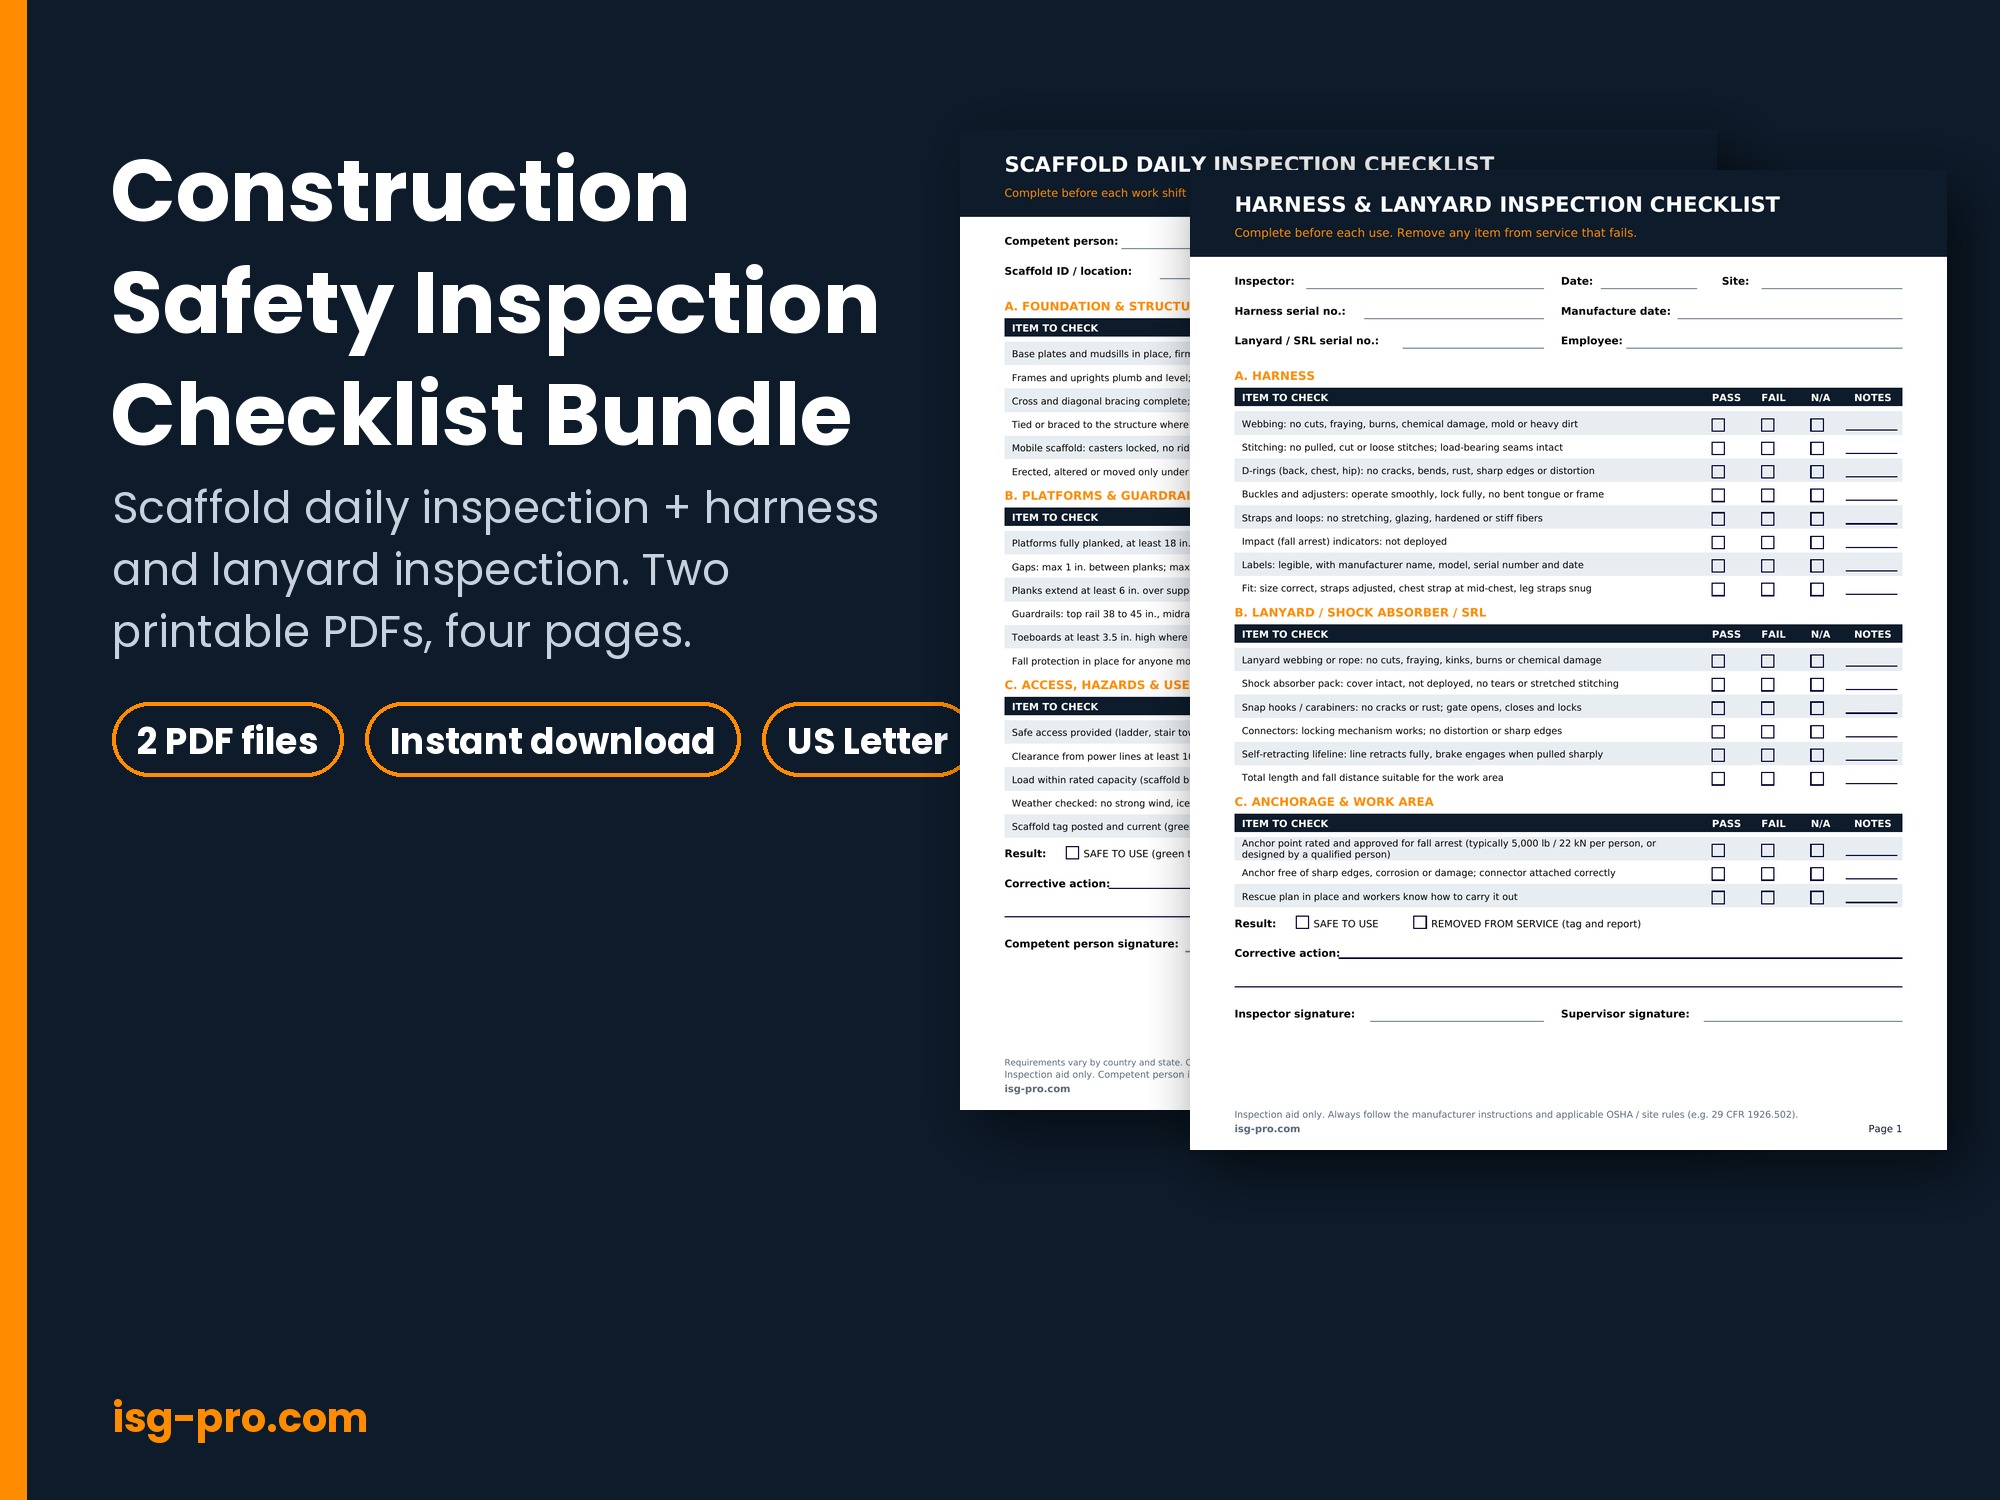 Construction
Safety Inspection
Checklist Bundle
Scaffold daily inspection + harness
and lanyard inspection. Two
printable PDFs, four pages.
2 PDF files
Instant download
US Letter
isg-pro.com
SCAFFOLD DAILY INSPECTION CHECKLIST
Complete before each work shift
Competent person:
Scaffold ID / location:
A. FOUNDATION & STRUCTU
ITEM TO CHECK
Base plates and mudsills in place, firm
Frames and uprights plumb and level;
Cross and diagonal bracing complete;
Tied or braced to the structure where
Mobile scaffold: casters locked, no rid
Erected, altered or moved only under
B. PLATFORMS & GUARDRAI
ITEM TO CHECK
Platforms fully planked, at least 18 in.
Gaps: max 1 in. between planks; max
Planks extend at least 6 in. over supp
Guardrails: top rail 38 to 45 in., midra
Toeboards at least 3.5 in. high where
Fall protection in place for anyone mo
C. ACCESS, HAZARDS & USE
ITEM TO CHECK
Safe access provided (ladder, stair tow
Clearance from power lines at least 10
Load within rated capacity (scaffold b
Weather checked: no strong wind, ice
Scaffold tag posted and current (gree
Result: SAFE TO USE (green t
Corrective action:
Competent person signature:
Requirements vary by country and state.
Inspection aid only. Competent person i
isg-pro.com
HARNESS & LANYARD INSPECTION CHECKLIST
Complete before each use. Remove any item from service that fails.
Inspector: Date: Site:
Harness serial no.: Manufacture date:
Lanyard / SRL serial no.: Employee:
A. HARNESS
ITEM TO CHECK PASS FAIL N/A NOTES
Webbing: no cuts, fraying, burns, chemical damage, mold or heavy dirt
Stitching: no pulled, cut or loose stitches; load-bearing seams intact
D-rings (back, chest, hip): no cracks, bends, rust, sharp edges or distortion
Buckles and adjusters: operate smoothly, lock fully, no bent tongue or frame
Straps and loops: no stretching, glazing, hardened or stiff fibers
Impact (fall arrest) indicators: not deployed
Labels: legible, with manufacturer name, model, serial number and date
Fit: size correct, straps adjusted, chest strap at mid-chest, leg straps snug
B. LANYARD / SHOCK ABSORBER / SRL
ITEM TO CHECK PASS FAIL N/A NOTES
Lanyard webbing or rope: no cuts, fraying, kinks, burns or chemical damage
Shock absorber pack: cover intact, not deployed, no tears or stretched stitching
Snap hooks / carabiners: no cracks or rust; gate opens, closes and locks
Connectors: locking mechanism works; no distortion or sharp edges
Self-retracting lifeline: line retracts fully, brake engages when pulled sharply
Total length and fall distance suitable for the work area
C. ANCHORAGE & WORK AREA
ITEM TO CHECK PASS FAIL N/A NOTES
Anchor point rated and approved for fall arrest (typically 5,000 lb / 22 kN per person, or
designed by a qualified person)
Anchor free of sharp edges, corrosion or damage; connector attached correctly
Rescue plan in place and workers know how to carry it out
Result: SAFE TO USE REMOVED FROM SERVICE (tag and report)
Corrective action:
Inspector signature: Supervisor signature:
Inspection aid only. Always follow the manufacturer instructions and applicable OSHA / site rules (e.g. 29 CFR 1926.502).
isg-pro.com Page 1